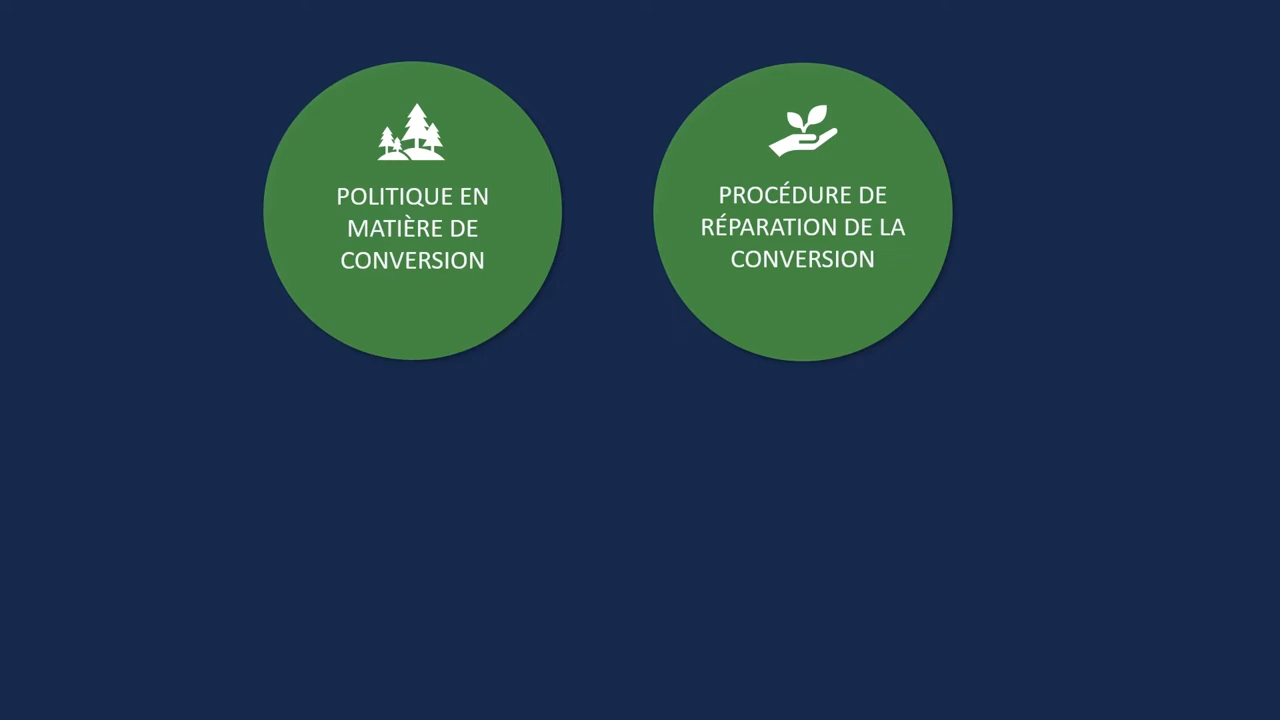 POLITIQUE EN
MATIÈRE DE
CONVERSION
PROCÉDURE DE
RÉPARATION DE LA
CONVERSION